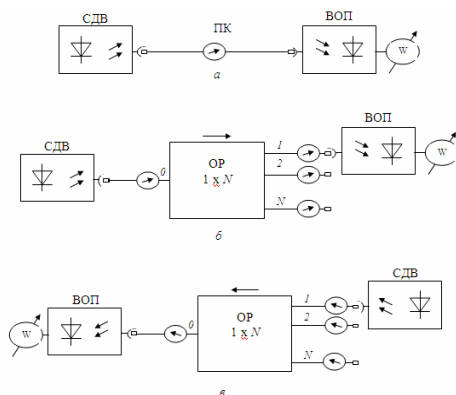 СДВ ПК ВОП
W
а
СДВ ОР 1 x N ВОП
0 1 2 N
W
б
ВОП ОР 1 x N СДВ
W
0 1 2 N
в